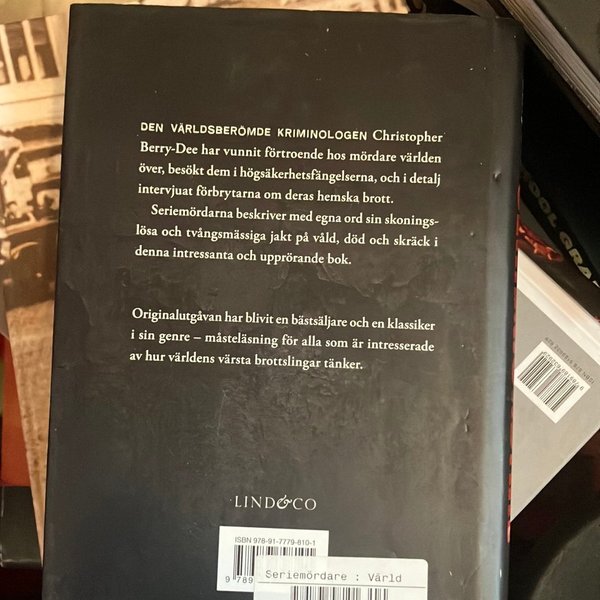 DEN VÄRLDSBERÖMDE KRIMINOLOGEN Christopher
Berry-Dee har vunnit förtroende hos mördare världen
över, besökt dem i högsäkerhetsfängelserna, och i detalj
intervjuat förbrytarna om deras hemska brott.
Seriemördarna beskriver med egna ord sin skonings-
lösa och tvångsmässiga jakt på våld, död och skräck i
denna intressanta och upprörande bok.
Originalutgåvan har blivit en bästsäljare och en klassiker
i sin genre – måsteläsning för alla som är intresserade
av hur världens värsta brottslingar tänker.
LIND&CO
ISBN 978-91-7779-810-1
9 789
Seriemördare : Värld